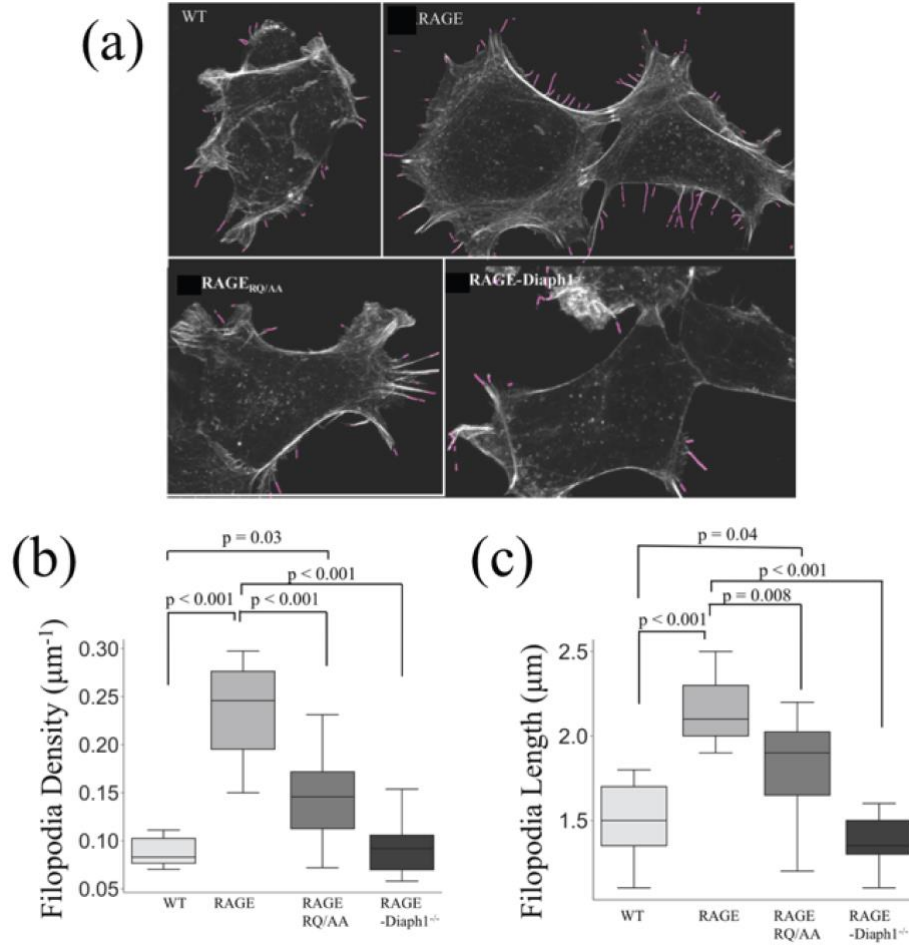 (a)
WT
RAGE
RAGE RQ/AA
RAGE-Diaph1
(b)
p = 0.03
p < 0.001
p < 0.001 p < 0.001
Filopodia Density (μm⁻¹)
0.30
0.25
0.20
0.15
0.10
0.05
WT RAGE RAGE RQ/AA RAGE -Diaph1⁻/⁻
(c)
p = 0.04
p < 0.001
p = 0.008
p < 0.001
Filopodia Length (μm)
2.5
2.0
1.5
WT RAGE RAGE RQ/AA RAGE -Diaph1⁻/⁻